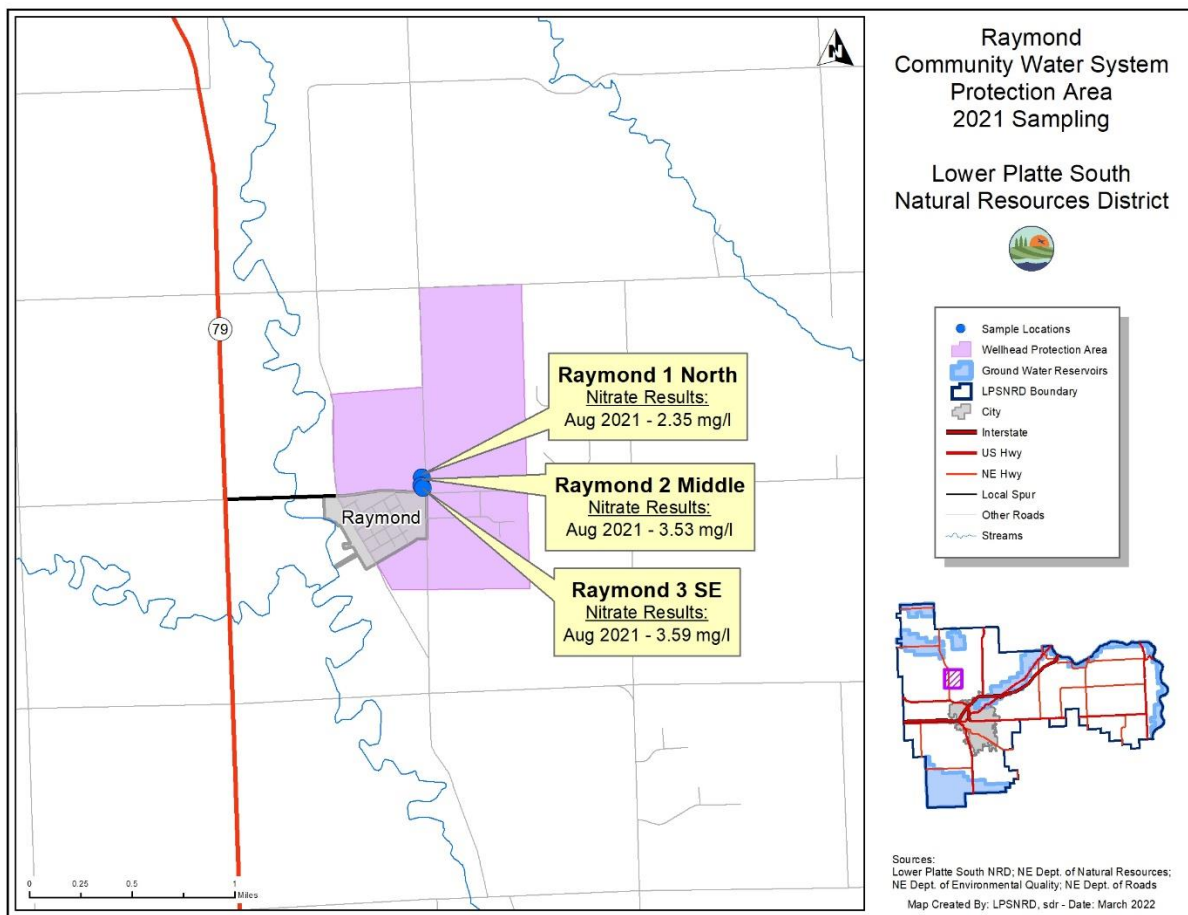 Raymond
Community Water System
Protection Area
2021 Sampling
Lower Platte South
Natural Resources District
N
79
Raymond 1 North
Nitrate Results:
Aug 2021 - 2.35 mg/l
Raymond 2 Middle
Nitrate Results:
Aug 2021 - 3.53 mg/l
Raymond
Raymond 3 SE
Nitrate Results:
Aug 2021 - 3.59 mg/l
Sample Locations
Wellhead Protection Area
Ground Water Reservoirs
LPSNRD Boundary
City
Interstate
US Hwy
NE Hwy
Local Spur
Other Roads
Streams
0 0.25 0.5 1
Miles
Sources:
Lower Platte South NRD; NE Dept. of Natural Resources;
NE Dept. of Environmental Quality; NE Dept. of Roads
Map Created By: LPSNRD, sdr - Date: March 2022